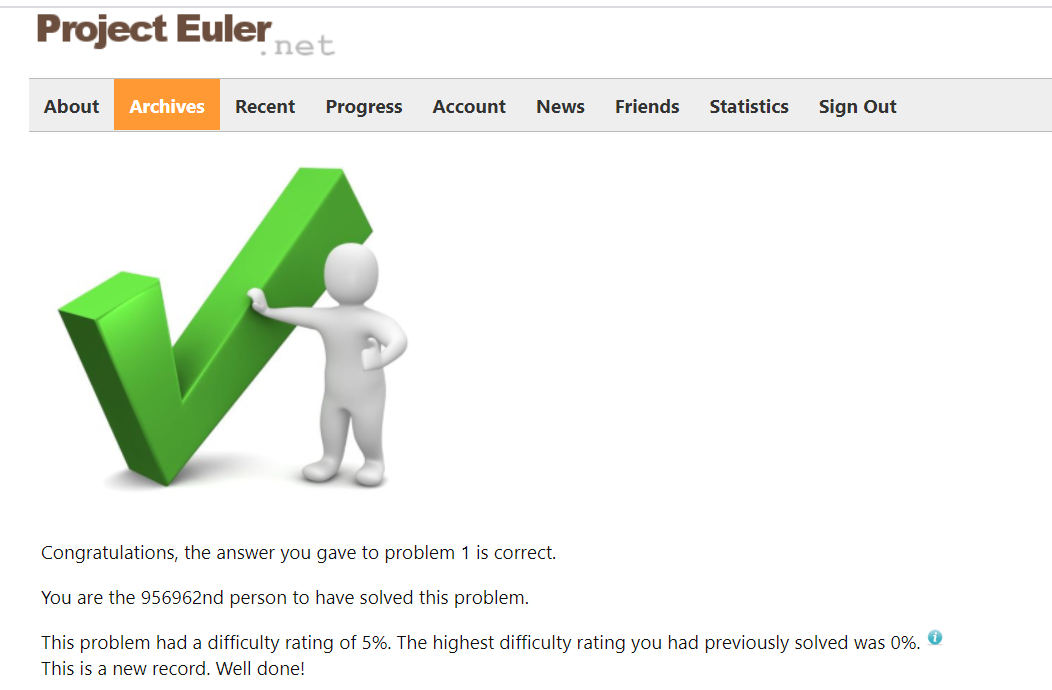 Project Euler.net
About Archives Recent Progress Account News Friends Statistics Sign Out
Congratulations, the answer you gave to problem 1 is correct.
You are the 956962nd person to have solved this problem.
This problem had a difficulty rating of 5%. The highest difficulty rating you had previously solved was 0%. i
This is a new record. Well done!